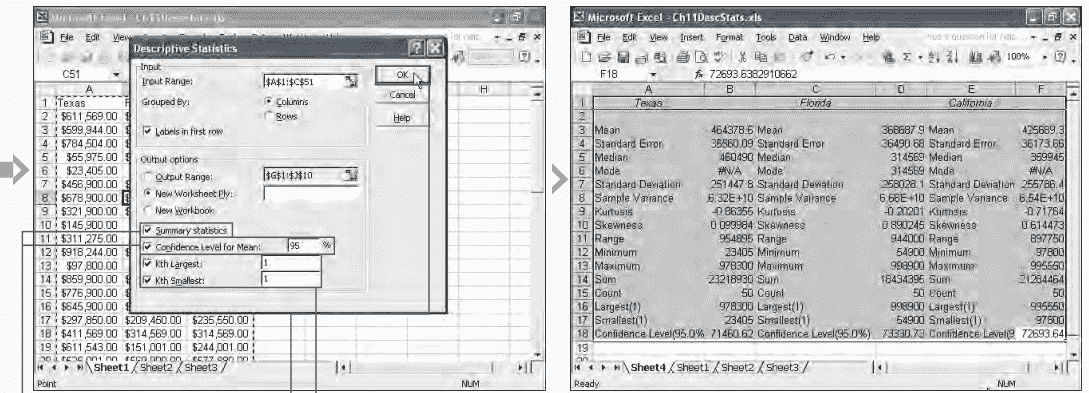 Descriptive Statistics
Input
Input Range: $A$1:$C$51
Grouped By: Columns
Rows
Labels in first row
Output options
Output Range: $G$1:$J$10
New Worksheet Ply:
New Workbook
Summary statistics
Confidence Level for Mean: 95 %
Kth Largest: 1
Kth Smallest: 1
OK
Cancel
Help
File Edit
C51
A H
1 Texas
2 $611,569.00
3 $599,944.00
4 $784,504.00
5 $55,975.00
6 $23,405.00
7 $456,900.00
8 $678,900.00
9 $321,900.00
10 $145,900.00
11 $311,275.00
12 $918,244.00
13 $97,800.00
14 $859,900.00
15 $776,900.00
16 $645,900.00
17 $297,850.00 $209,450.00 $235,550.00
18 $411,569.00 $314,569.00 $314,569.00
19 $611,543.00 $151,001.00 $244,001.00
Sheet1 Sheet2 Sheet3
Point NUM
Microsoft Excel - Ch11DescStats.xls
File Edit View Insert Format Tools Data Window Help
100%
F18 fx 72693.6382910662
A B C D E F
1 Texas Florida California
2
3 Mean 464378.6 Mean 368687.9 Mean 425689.3
4 Standard Error 35560.09 Standard Error 36490.68 Standard Error 36173.66
5 Median 460490 Median 314569 Median 359945
6 Mode #N/A Mode 314569 Mode #N/A
7 Standard Deviation 251447.8 Standard Deviation 258028.1 Standard Deviation 255786.4
8 Sample Variance 6.32E+10 Sample Variance 6.66E+10 Sample Variance 6.54E+10
9 Kurtosis -0.86355 Kurtosis -0.20201 Kurtosis -0.71764
10 Skewness 0.099984 Skewness 0.890245 Skewness 0.614473
11 Range 954895 Range 944000 Range 897750
12 Minimum 23405 Minimum 54900 Minimum 97800
13 Maximum 978300 Maximum 998900 Maximum 995550
14 Sum 23218930 Sum 18434395 Sum 21284464
15 Count 50 Count 50 Count 50
16 Largest(1) 978300 Largest(1) 998900 Largest(1) 995550
17 Smallest(1) 23405 Smallest(1) 54900 Smallest(1) 97800
18 Confidence Level(95.0% 71460.62 Confidence Level(95.0%) 73330.73 Confidence Level(9 72693.64
19
Sheet4 Sheet1 Sheet2 Sheet3
Ready NUM